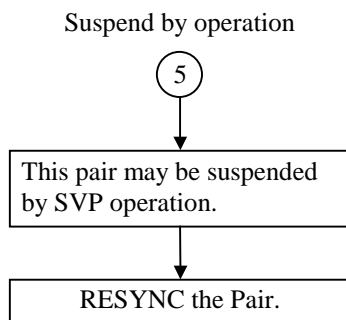 Suspend by operation
5
This pair may be suspended
by SVP operation.
RESYNC the Pair.